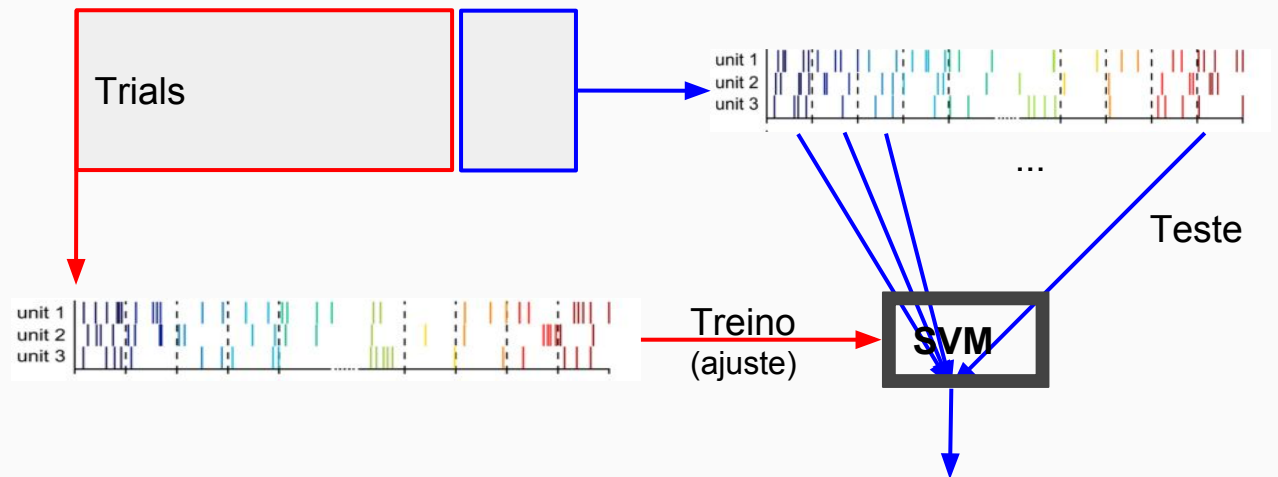 Trials
unit 1
unit 2
unit 3
...
Teste
unit 1
unit 2
unit 3
Treino
(ajuste)
SVM